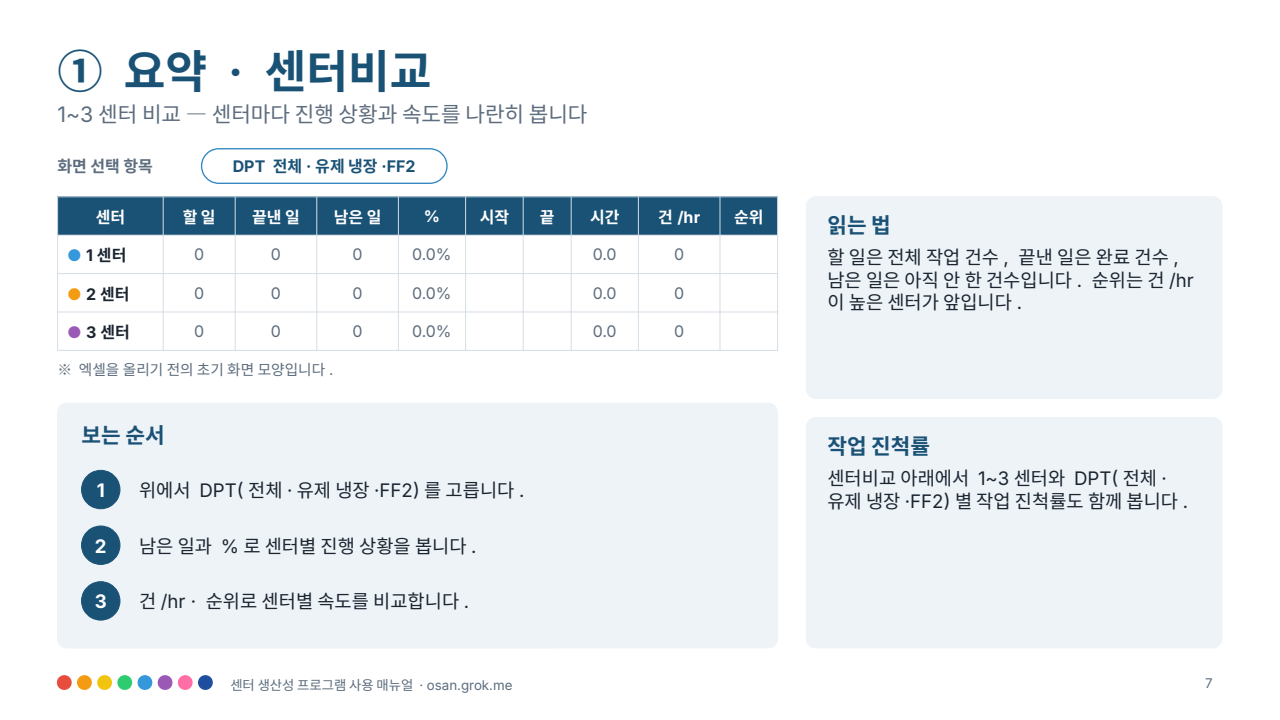 ① 요약 · 센터비교
1~3 센터 비교 — 센터마다 진행 상황과 속도를 나란히 봅니다
화면 선택 항목
DPT 전체 · 유제 냉장 ·FF2
센터 할 일 끝낸 일 남은 일 % 시작 끝 시간 건 /hr 순위
1 센터 0 0 0 0.0% 0.0 0
2 센터 0 0 0 0.0% 0.0 0
3 센터 0 0 0 0.0% 0.0 0
※ 엑셀을 올리기 전의 초기 화면 모양입니다 .
보는 순서
1 위에서 DPT( 전체 · 유제 냉장 ·FF2) 를 고릅니다 .
2 남은 일과 % 로 센터별 진행 상황을 봅니다 .
3 건 /hr · 순위로 센터별 속도를 비교합니다 .
읽는 법
할 일은 전체 작업 건수 , 끝낸 일은 완료 건수 ,
남은 일은 아직 안 한 건수입니다 . 순위는 건 /hr
이 높은 센터가 앞입니다 .
작업 진척률
센터비교 아래에서 1~3 센터와 DPT( 전체 ·
유제 냉장 ·FF2) 별 작업 진척률도 함께 봅니다 .
센터 생산성 프로그램 사용 매뉴얼 · osan.grok.me
7